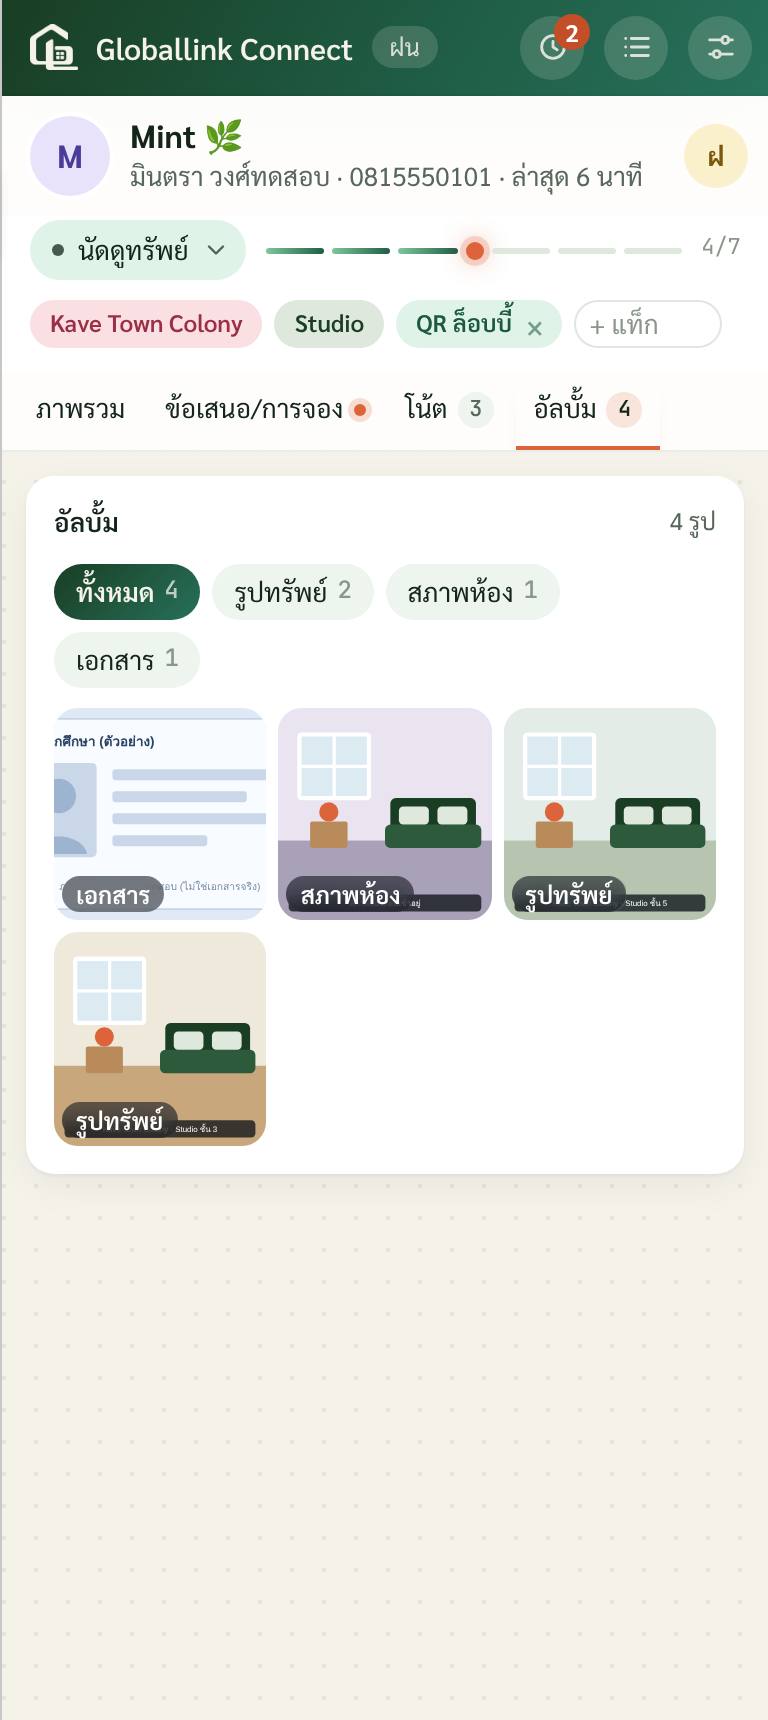 Globallink Connect ฝน 2
M Mint 🌿 ฝ
มินตรา วงศ์ทดสอบ · 0815550101 · ล่าสุด 6 นาที
นัดดูทรัพย์ 4/7
Kave Town Colony Studio QR ล็อบบี้ × + แท็ก
ภาพรวม ข้อเสนอ/การจอง โน้ต 3 อัลบั้ม 4
อัลบั้ม 4 รูป
ทั้งหมด 4 รูปทรัพย์ 2 สภาพห้อง 1
เอกสาร 1
กศึกษา (ตัวอย่าง)
(ไม่ใช่เอกสารจริง)
เอกสาร สภาพห้อง รูปทรัพย์ Studio ชั้น 5
รูปทรัพย์ Studio ชั้น 3